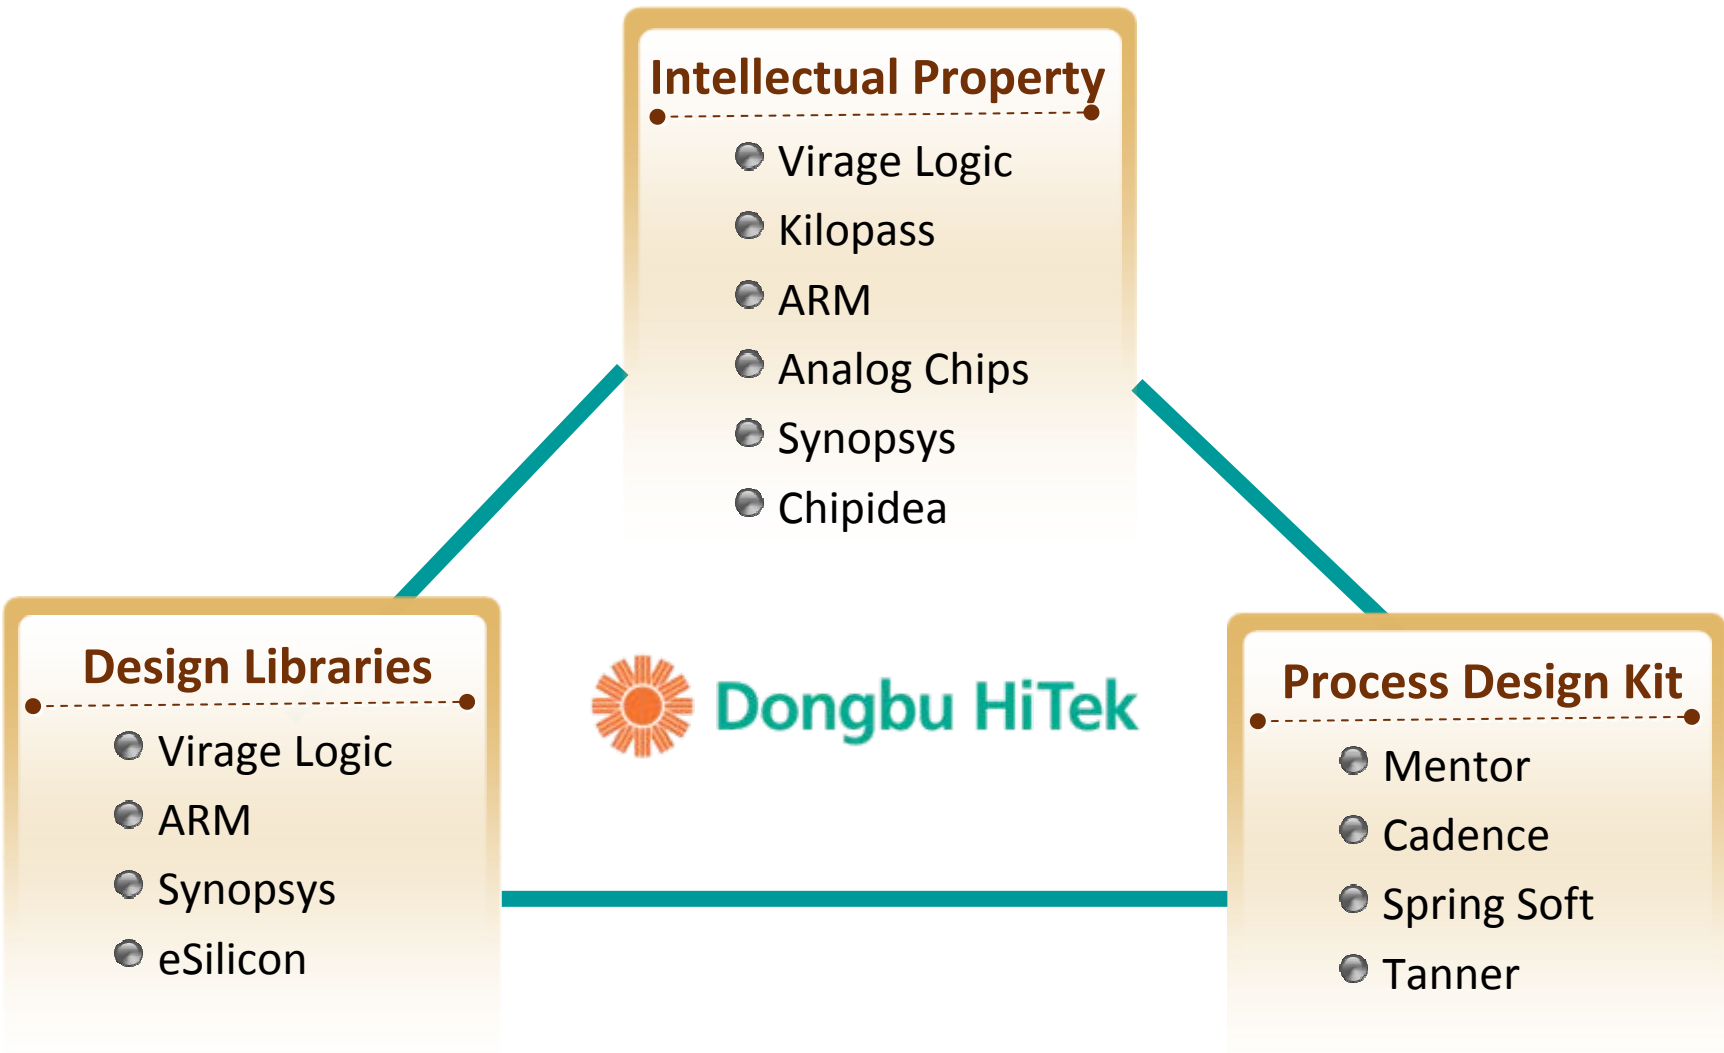 Intellectual Property
Virage Logic
Kilopass
ARM
Analog Chips
Synopsys
Chipidea
Design Libraries
Virage Logic
ARM
Synopsys
eSilicon
Dongbu HiTek
Process Design Kit
Mentor
Cadence
Spring Soft
Tanner